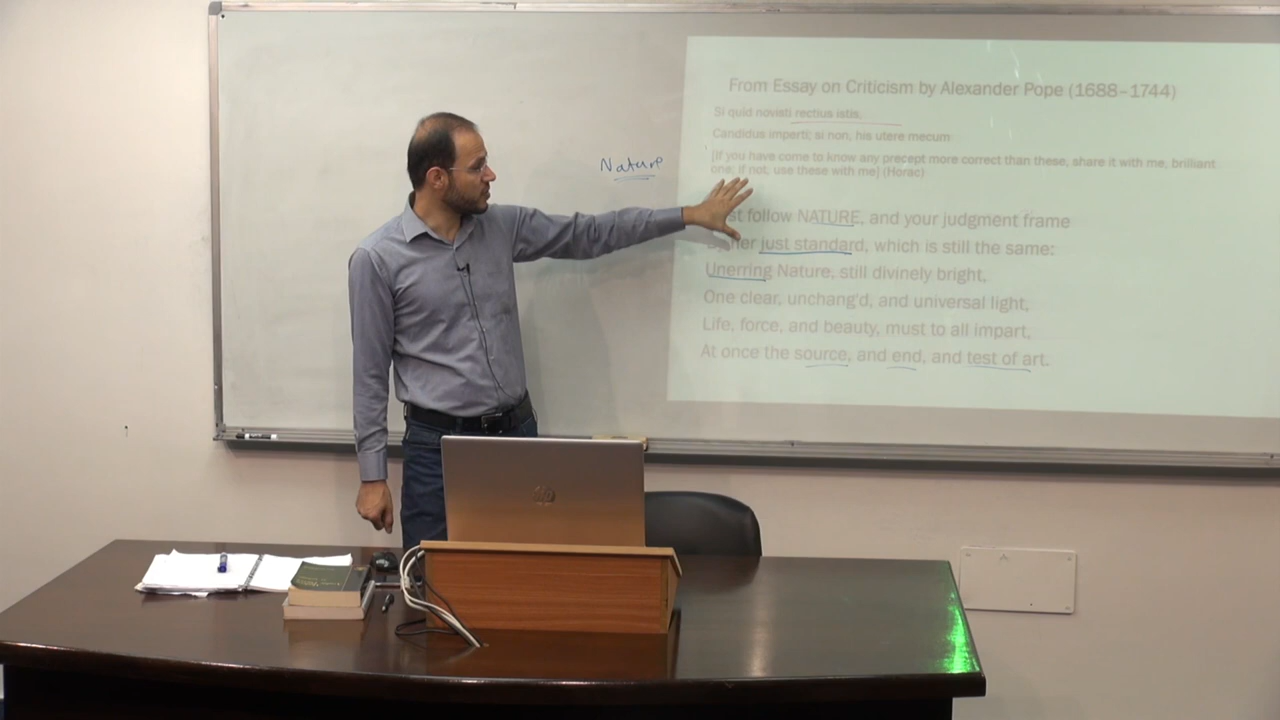 From Essay on Criticism by Alexander Pope (1688-1744)
Si quid novisti rectius istis,
Candidus imperti; si non, his utere mecum
[If you have come to know any precept more correct than these, share it with me, brilliant
one; if not, use these with me] (Horac)
Nature
follow NATURE, and your judgment frame
her just standard, which is still the same:
Unerring Nature, still divinely bright,
One clear, unchang'd, and universal light,
Life, force, and beauty, must to all impart,
At once the source, and end, and test of art.
hp